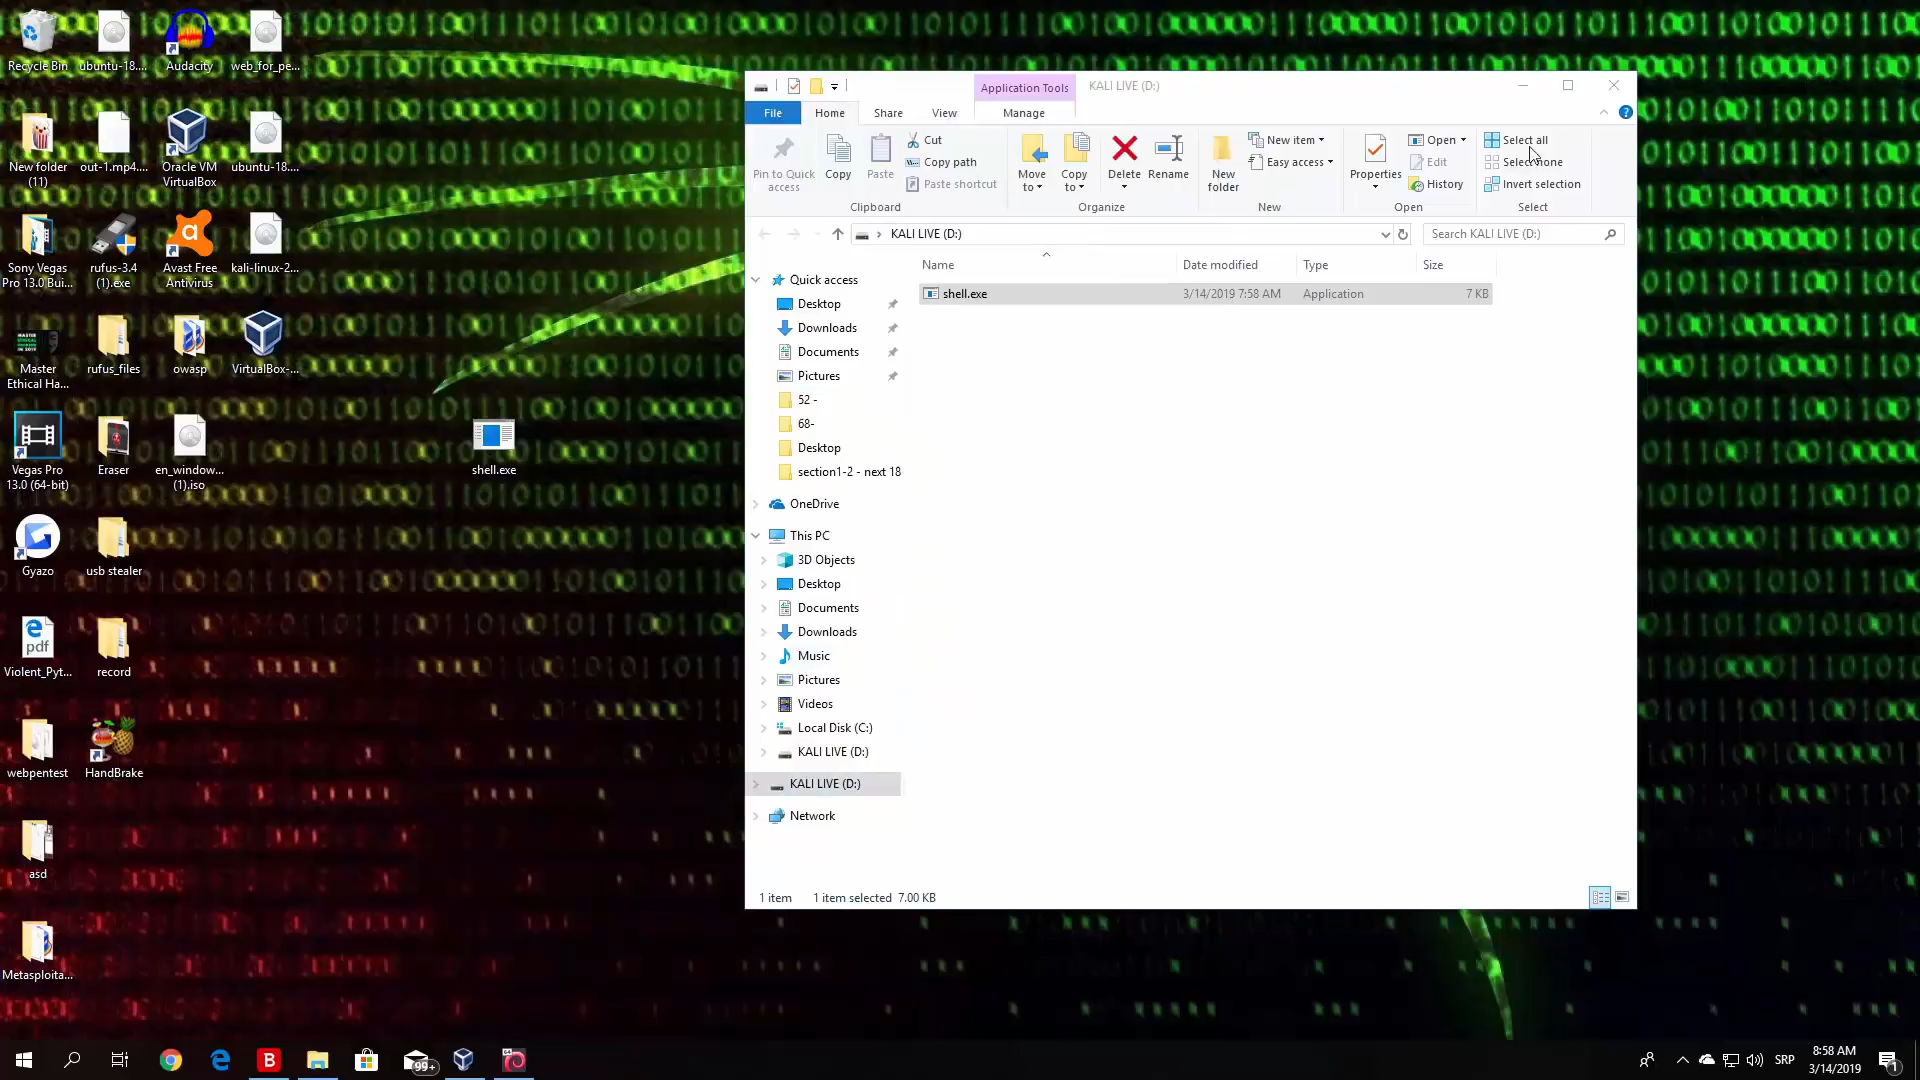 Recycle Bin
ubuntu-18....
Audacity
web_for_pe...
New folder
(11)
out-1.mp4....
Oracle VM
VirtualBox
ubuntu-18....
Sony Vegas
Pro 13.0 Bui...
rufus-3.4
(1).exe
Avast Free
Antivirus
kali-linux-2...
Master
Ethical Ha...
rufus_files
owasp
VirtualBox-...
Vegas Pro
13.0 (64-bit)
Eraser
en_window...
(1).iso
shell.exe
Gyazo
usb stealer
pdf
Violent_Pyt...
record
webpentest
HandBrake
asd
Metasploita...
Application Tools
KALI LIVE (D:)
File
Home
Share
View
Manage
Pin to Quick
access
Copy
Paste
Cut
Copy path
Paste shortcut
Clipboard
Move
to
Copy
to
Delete
Rename
Organize
New
folder
New item
Easy access
New
Properties
Open
Edit
History
Open
Select all
Select none
Invert selection
Select
KALI LIVE (D:)
Search KALI LIVE (D:)
Name
Date modified
Type
Size
shell.exe
3/14/2019 7:58 AM
Application
7 KB
Quick access
Desktop
Downloads
Documents
Pictures
52 -
68-
Desktop
section1-2 - next 18
OneDrive
This PC
3D Objects
Desktop
Documents
Downloads
Music
Pictures
Videos
Local Disk (C:)
KALI LIVE (D:)
KALI LIVE (D:)
Network
1 item
1 item selected 7.00 KB
99+
64
SRP
8:58 AM
3/14/2019
1